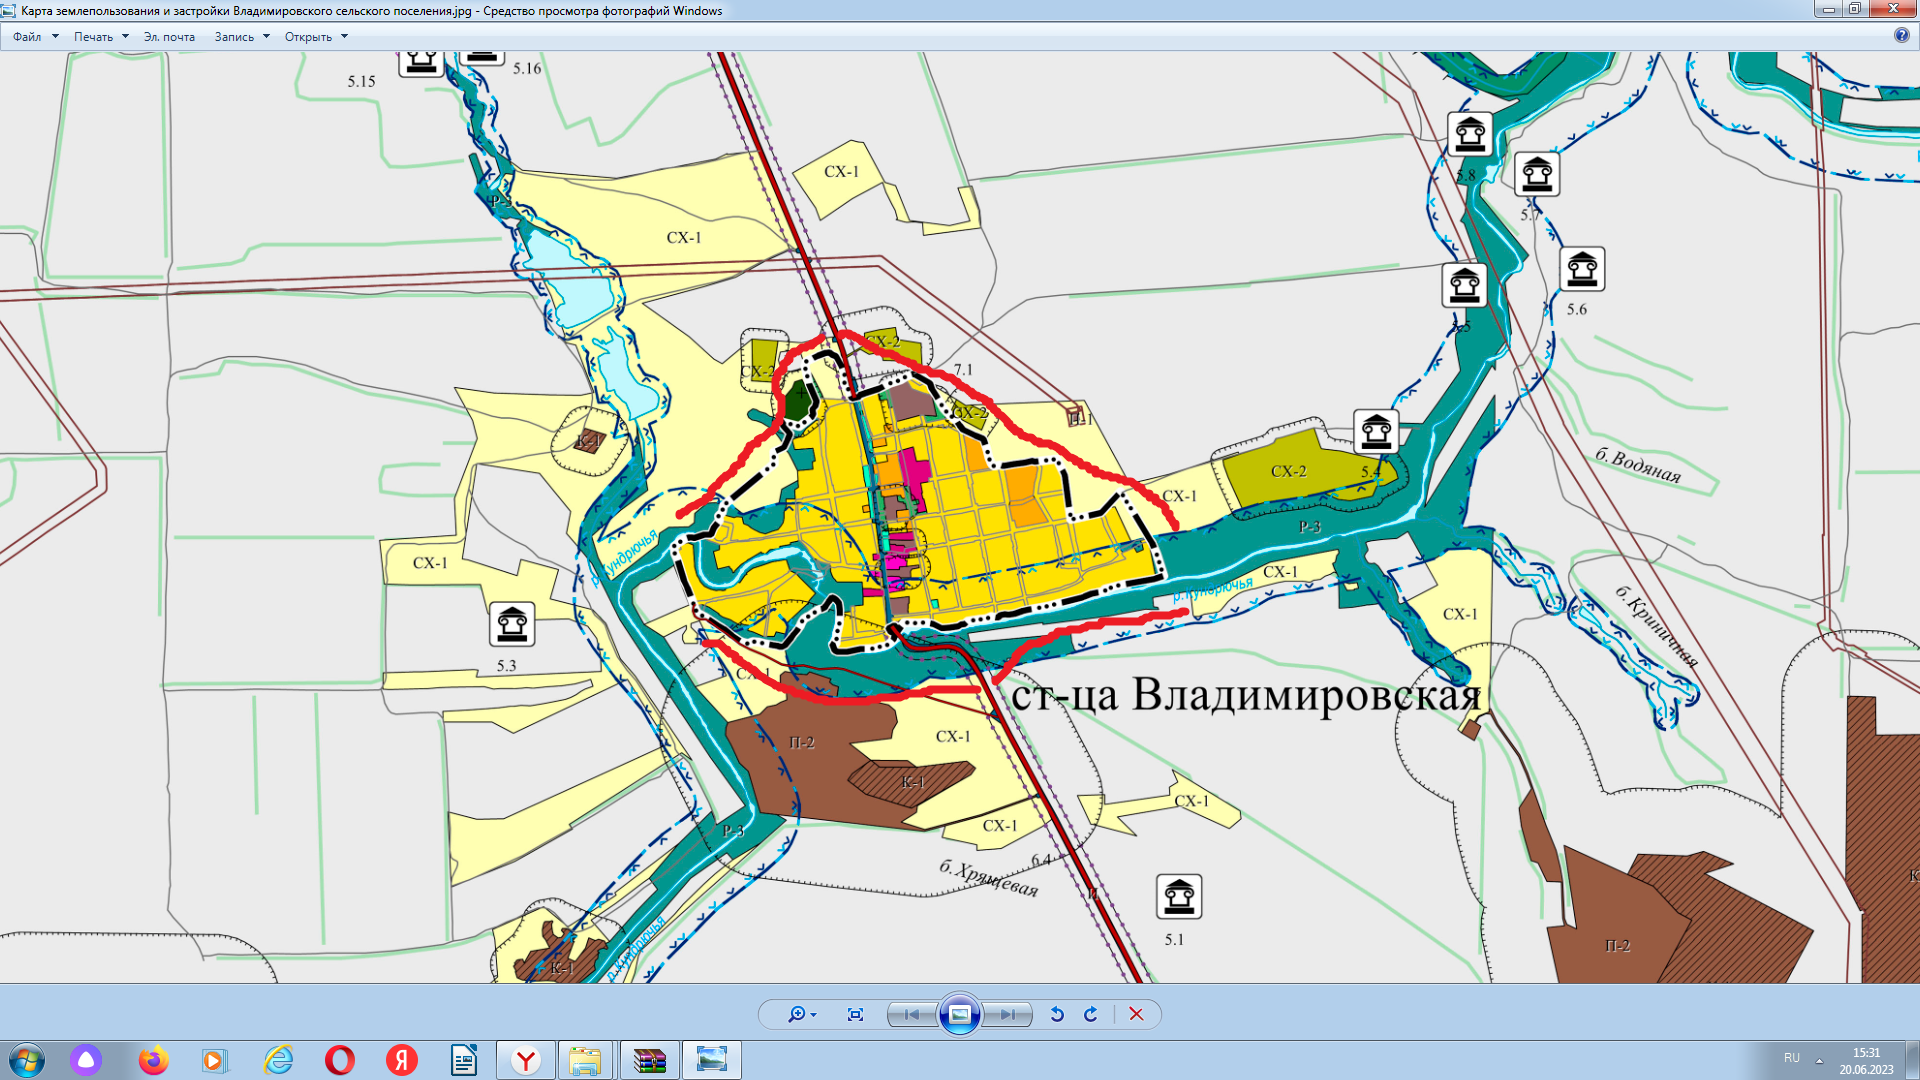 Карта землепользования и застройки Владимировского сельского поселения.jpg - Средство просмотра фотографий Windows
Файл Печать Эл. почта Запись Открыть
5.15
5.16
СХ-1
5.8
5.7
Р-3
СХ-1
5.6
5.5
СХ-2
СХ-2
7.1
СХ-2
П-1
К-1
СХ-2
5.4
б. Водяная
СХ-1
Р-3
р.Кундрючья
СХ-1
СХ-1
р.Кундрючья
б. Криничная
СХ-1
5.3
СХ-1
ст-ца Владимировская
П-2
СХ-1
К-1
СХ-1
СХ-1
Р-3
6.4
б. Хрящевая
р.Кундрючья
5.1
П-2
К-1
RU
15:31
20.06.2023